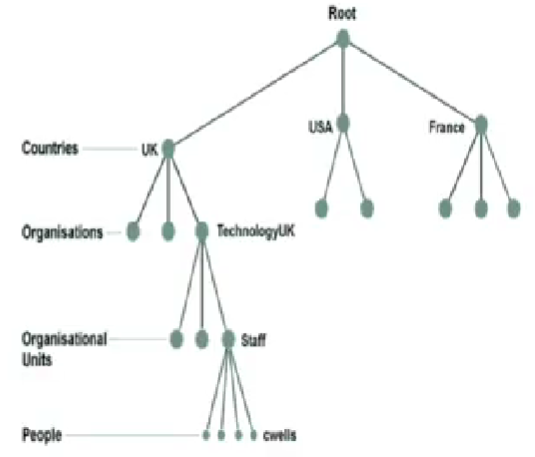 Root
USA
France
Countries
UK
Organisations
TechnologyUK
Organisational
Units
Staff
People
cwells